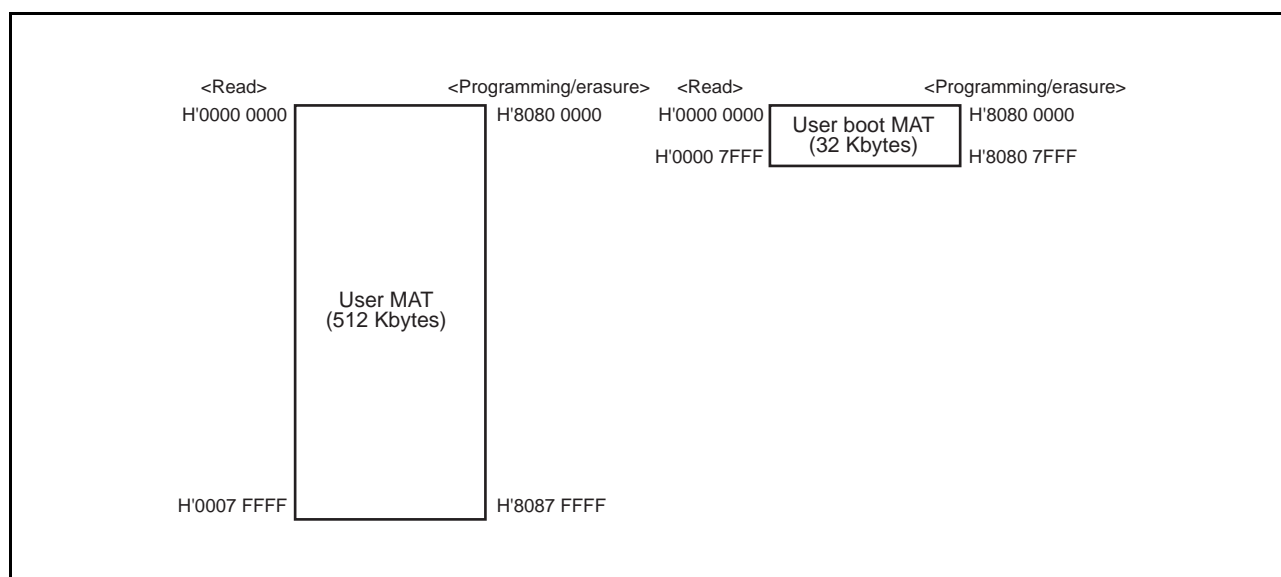 <Read>
<Programming/erasure>
H'0000 0000
H'8080 0000
User MAT
(512 Kbytes)
H'0007 FFFF
H'8087 FFFF
<Read>
<Programming/erasure>
H'0000 0000
H'8080 0000
User boot MAT
(32 Kbytes)
H'0000 7FFF
H'8080 7FFF